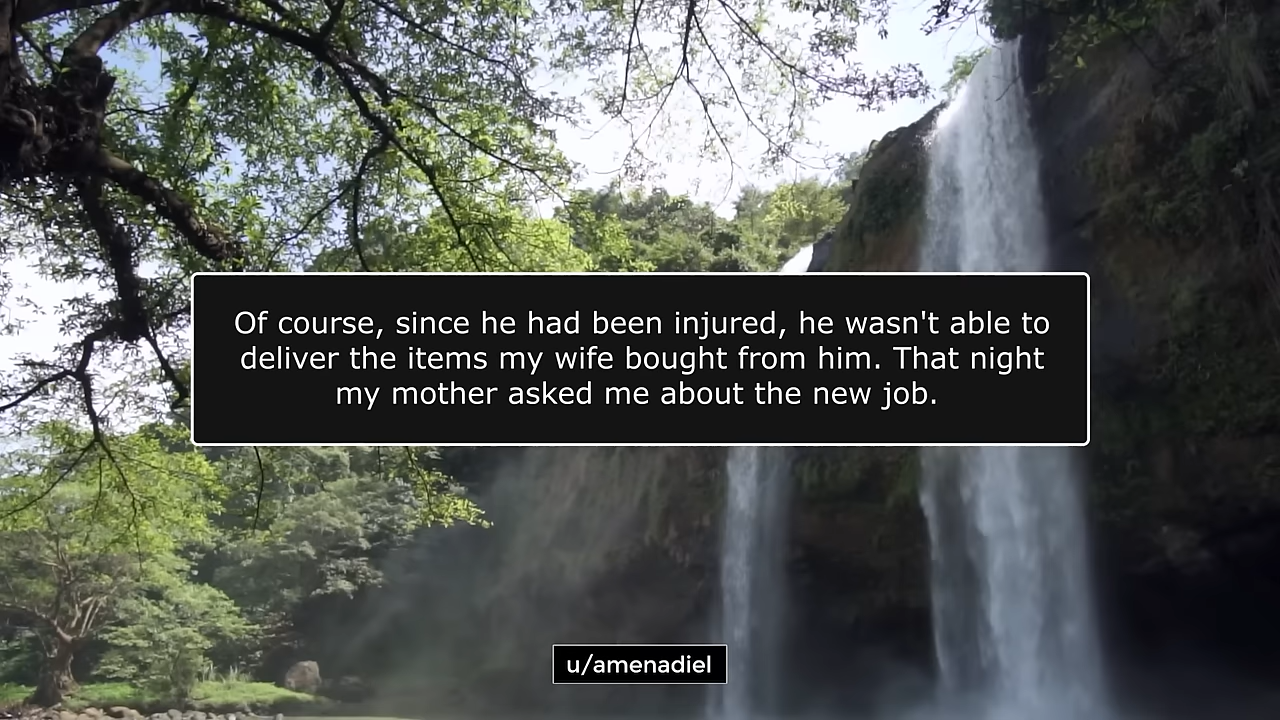 Of course, since he had been injured, he wasn't able to
deliver the items my wife bought from him. That night
my mother asked me about the new job.
u/amenadiel